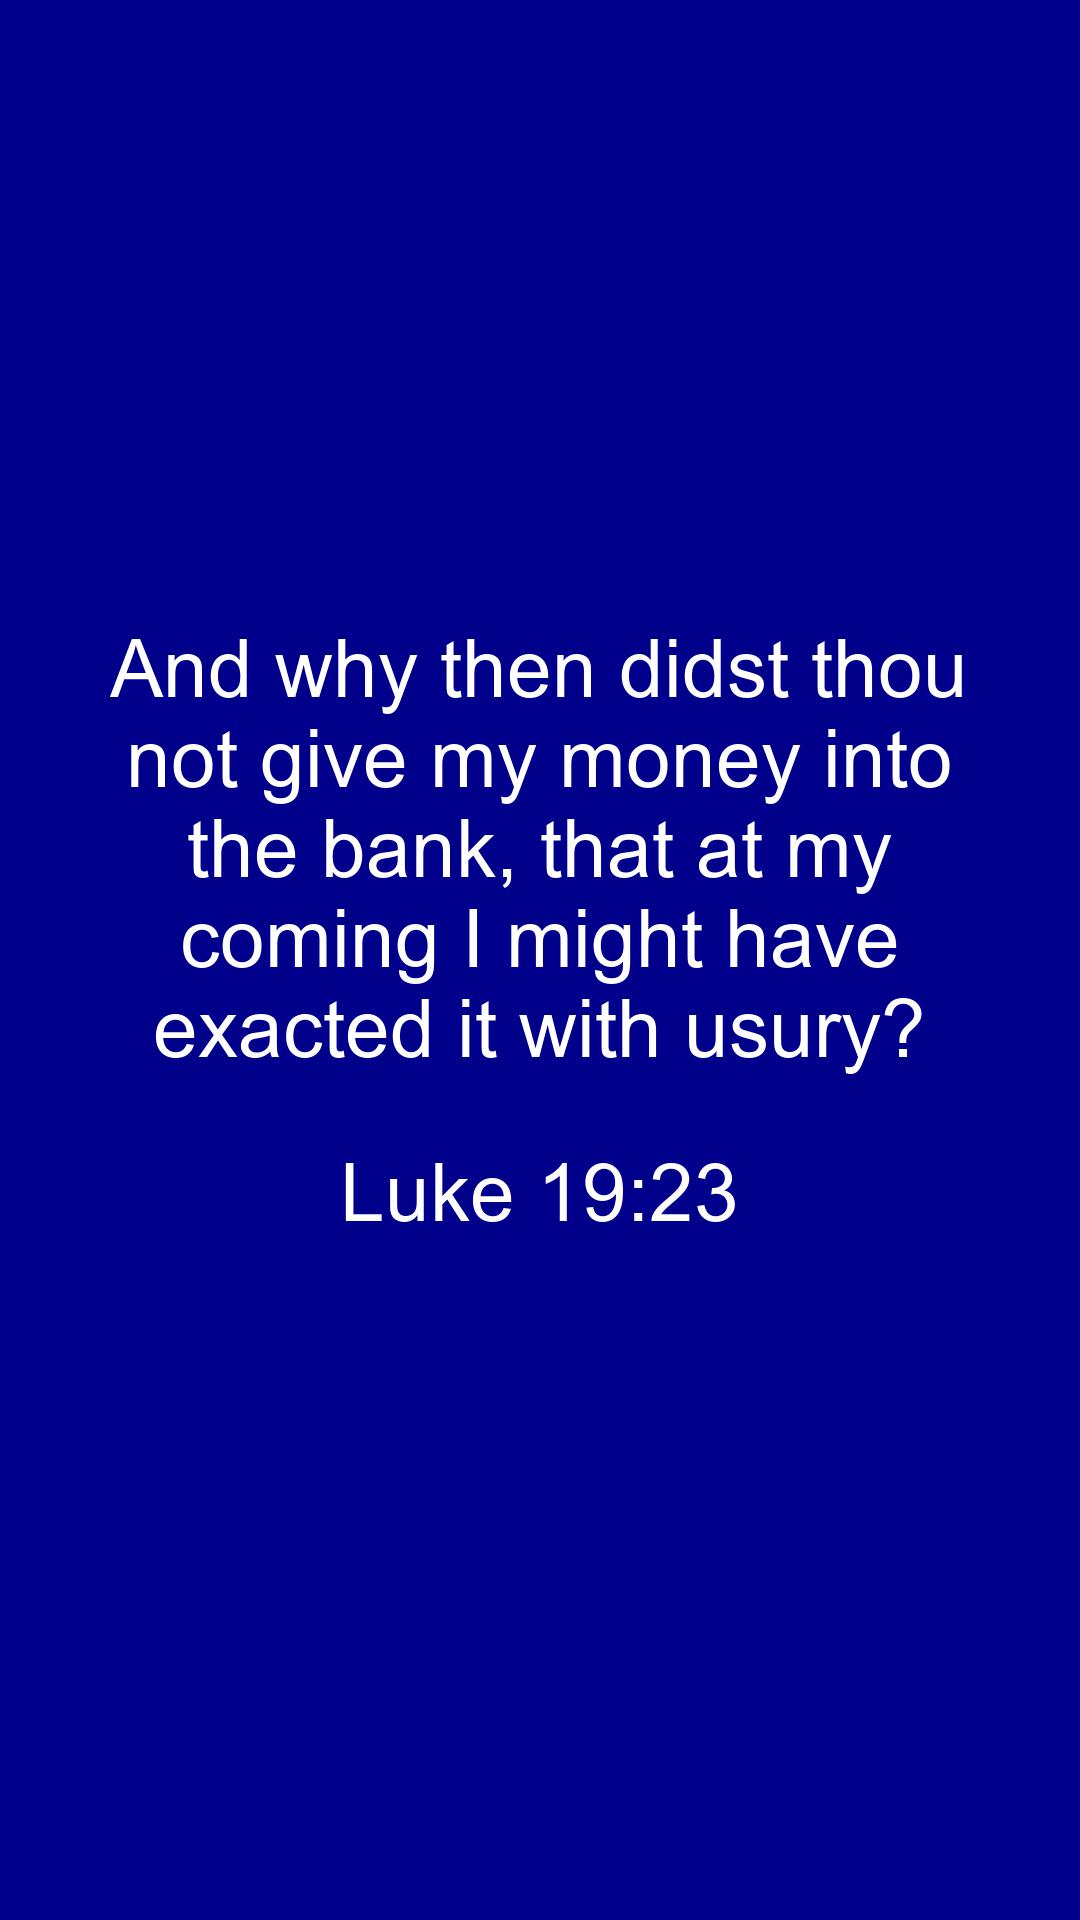 And why then didst thou
not give my money into
the bank, that at my
coming I might have
exacted it with usury?
Luke 19:23